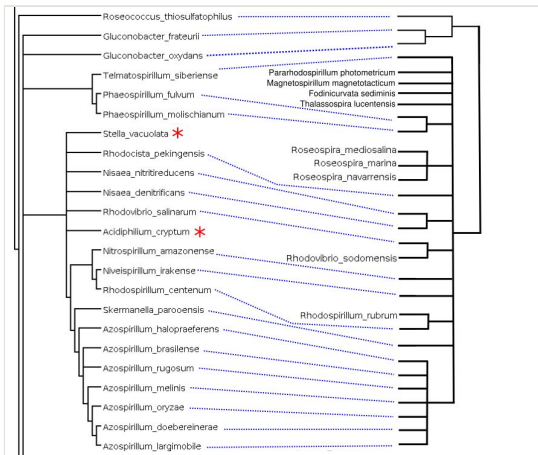 Roseococcus_thiosulfatophilus
Gluconobacter_frateurii
Gluconobacter_oxydans
Telmatospirillum_siberiense
Phaeospirillum_fulvum
Phaeospirillum_molischianum
Stella_vacuolata *
Rhodocista_pekingensis
Nisaea_nitritireducens
Nisaea_denitrificans
Rhodovibrio_salinarum
Acidiphilium_cryptum *
Nitrospirillum_amazonense
Niveispirillum_irakense
Rhodospirillum_centenum
Skermanella_parooensis
Azospirillum_halopraeferens
Azospirillum_brasilense
Azospirillum_rugosum
Azospirillum_melinis
Azospirillum_oryzae
Azospirillum_doebereinerae
Azospirillum_largimobile
Pararhodospirillum photometricum
Magnetospirillum magnetotacticum
Fodinicurvata sediminis
Thalassospira lucentensis
Roseospira_mediosalina
Roseospira_marina
Roseospira_navarrensis
Rhodovibrio_sodomensis
Rhodospirillum_rubrum